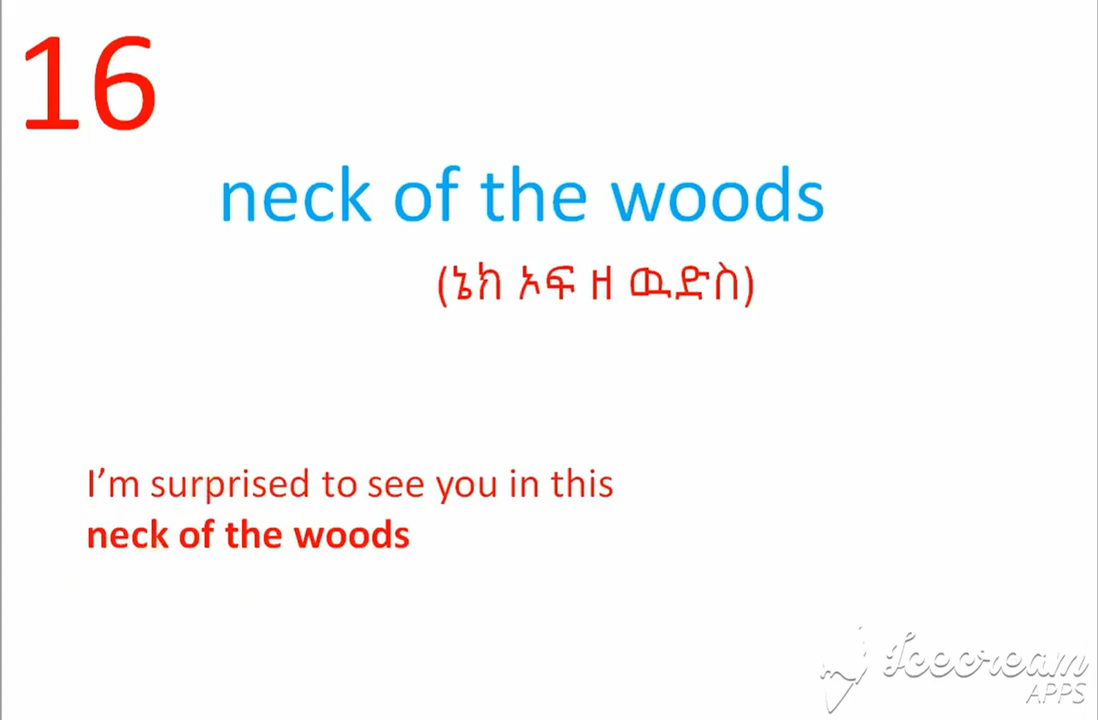 16
neck of the woods
(ኔክ ኦፍ ዘ ዉድስ)
I’m surprised to see you in this
neck of the woods
Icecream
APPS